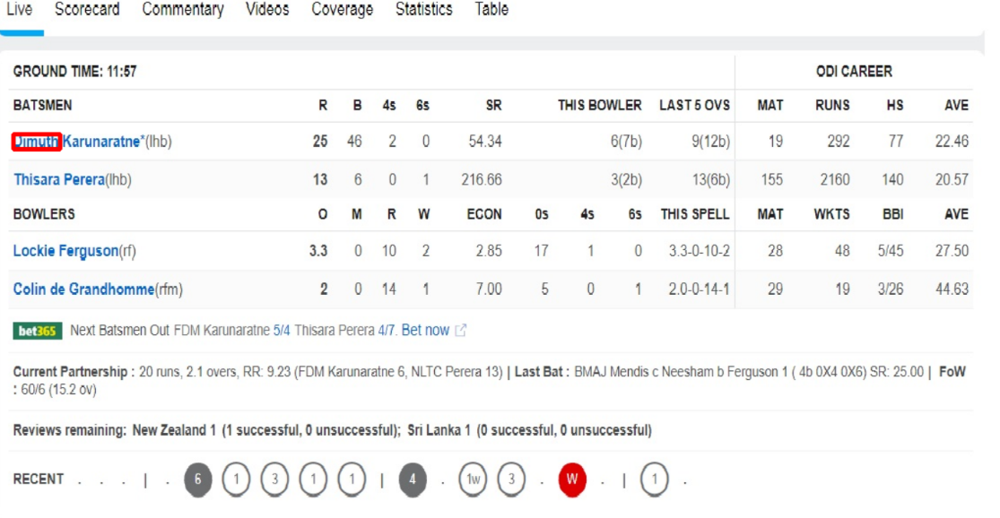 Live Scorecard Commentary Videos Coverage Statistics Table
GROUND TIME: 11:57 ODI CAREER
BATSMEN R B 4s 6s SR THIS BOWLER LAST 5 OVS MAT RUNS HS AVE
Dimuth Karunaratne*(lhb) 25 46 2 0 54.34 6(7b) 9(12b) 19 292 77 22.46
Thisara Perera(lhb) 13 6 0 1 216.66 3(2b) 13(6b) 155 2160 140 20.57
BOWLERS O M R W ECON 0s 4s 6s THIS SPELL MAT WKTS BBI AVE
Lockie Ferguson(rf) 3.3 0 10 2 2.85 17 1 0 3.3-0-10-2 28 48 5/45 27.50
Colin de Grandhomme(rfm) 2 0 14 1 7.00 5 0 1 2.0-0-14-1 29 19 3/26 44.63
bet365 Next Batsmen Out FDM Karunaratne 5/4 Thisara Perera 4/7. Bet now
Current Partnership : 20 runs, 2.1 overs, RR: 9.23 (FDM Karunaratne 6, NLTC Perera 13) | Last Bat : BMAJ Mendis c Neesham b Ferguson 1 ( 4b 0X4 0X6) SR: 25.00 | FoW
: 60/6 (15.2 ov)
Reviews remaining: New Zealand 1 (1 successful, 0 unsuccessful); Sri Lanka 1 (0 successful, 0 unsuccessful)
RECENT . . . | . 6 1 3 1 1 | 4 . 1w 3 . W . | 1 .